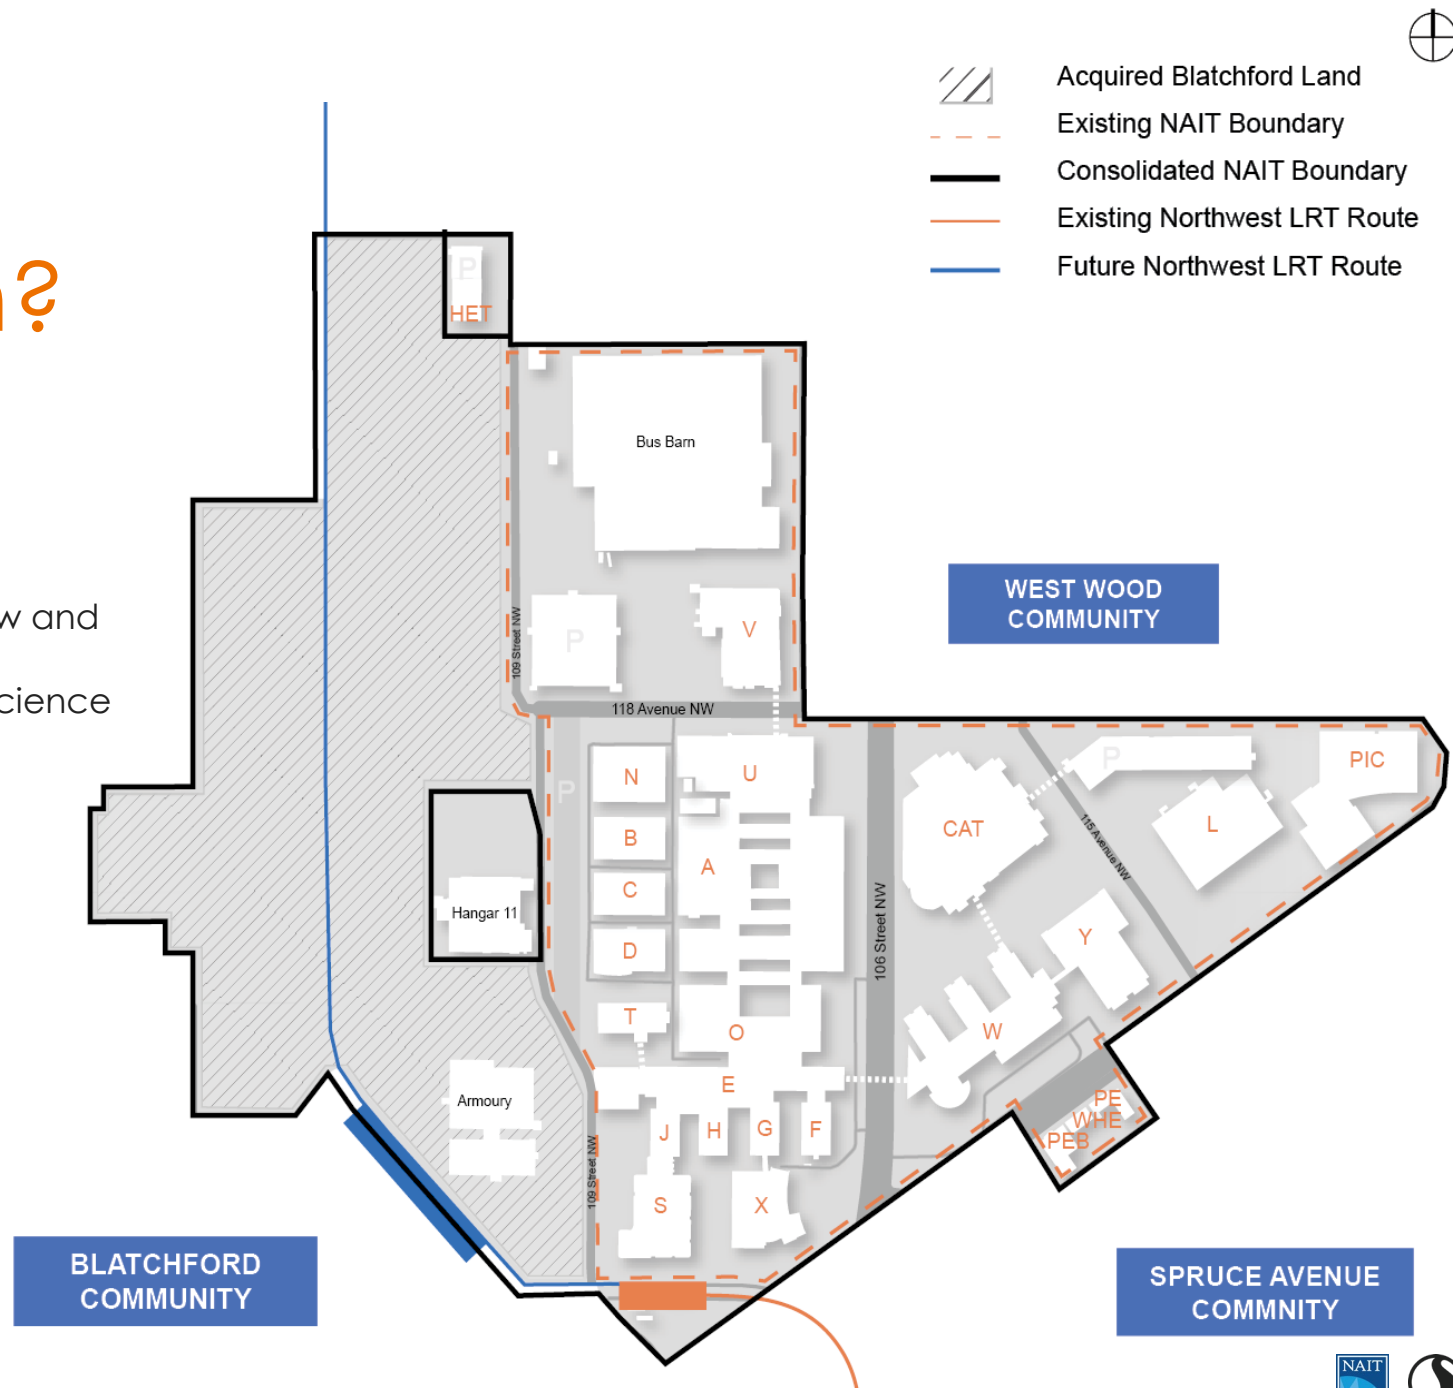 Acquired Blatchford Land
Existing NAIT Boundary
Consolidated NAIT Boundary
Existing Northwest LRT Route
Future Northwest LRT Route
?
P
HET
Bus Barn
and
WEST WOOD
COMMUNITY
109 Street NW
P
V
118 Avenue NW
N
U
P
PIC
P
B
CAT
L
115 Avenue NW
A
C
Hangar 11
D
106 Street NW
Y
T
O
W
E
Armoury
PE
WHE
PEB
J
H
G
F
109 Street NW
S
X
BLATCHFORD
COMMUNITY
SPRUCE AVENUE
COMMNITY
NAIT